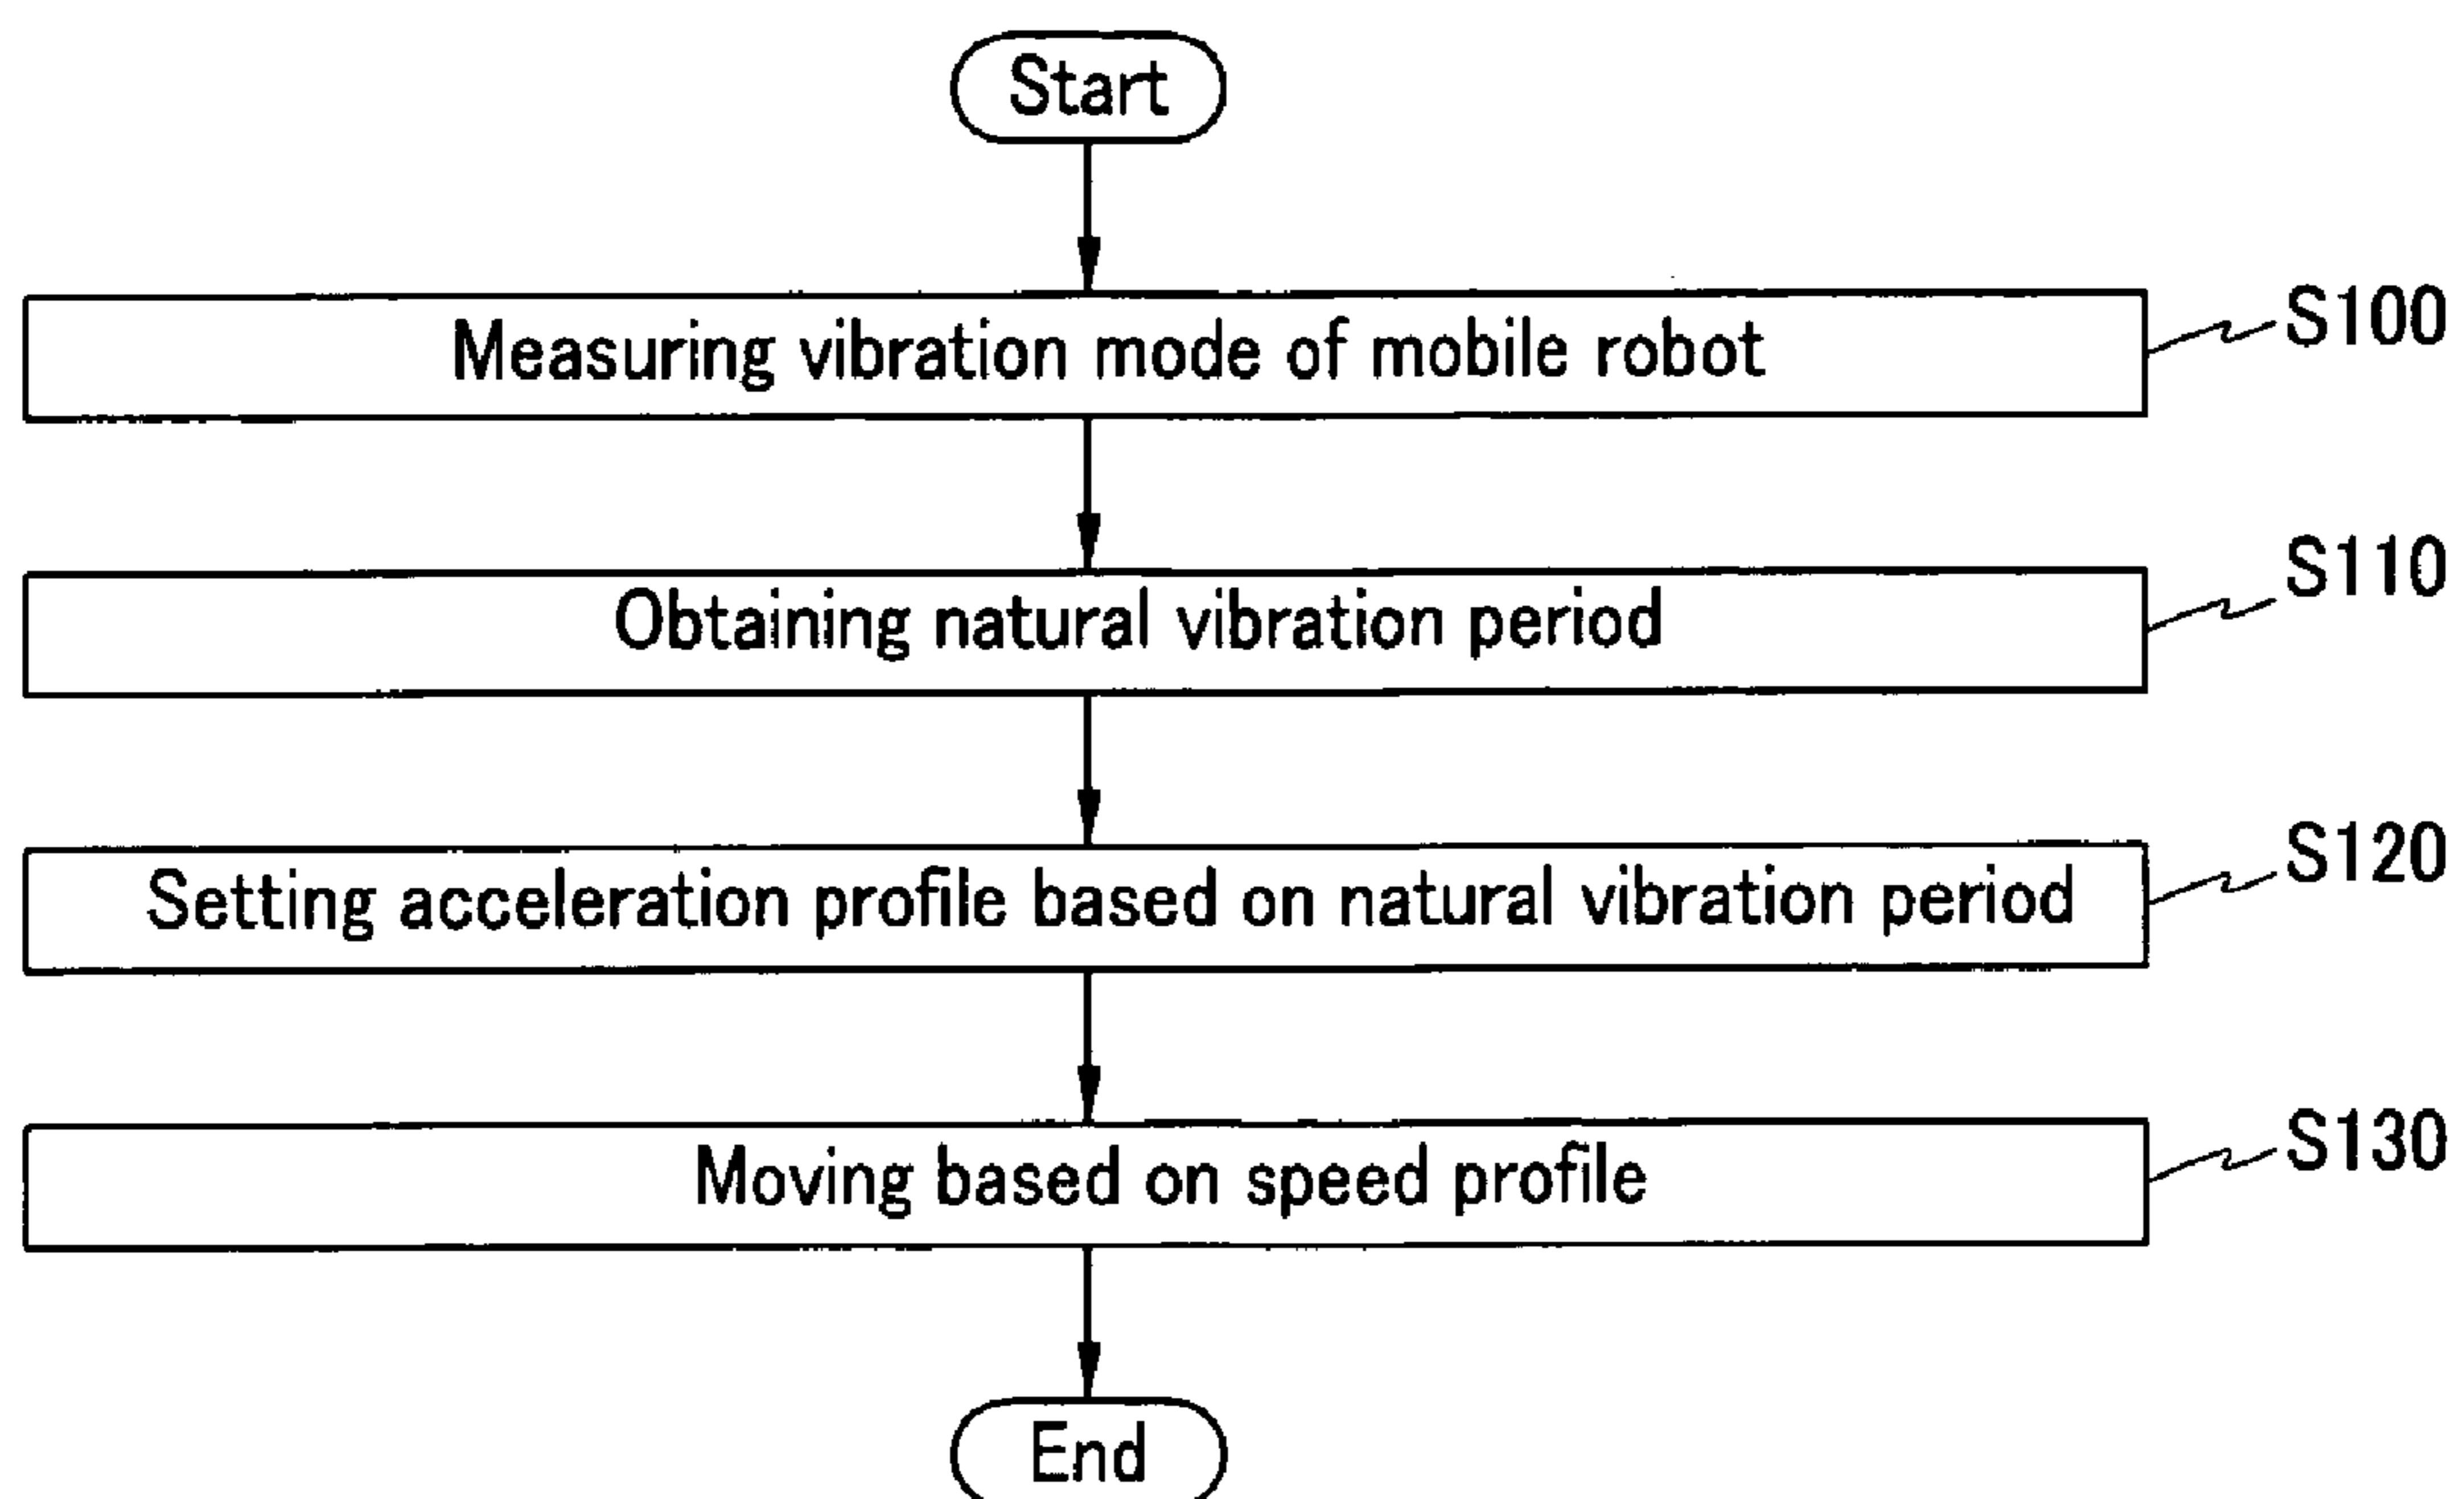 Start
Measuring vibration mode of mobile robot
S100
Obtaining natural vibration period
S110
Setting acceleration profile based on natural vibration period
S120
Moving based on speed profile
S130
End